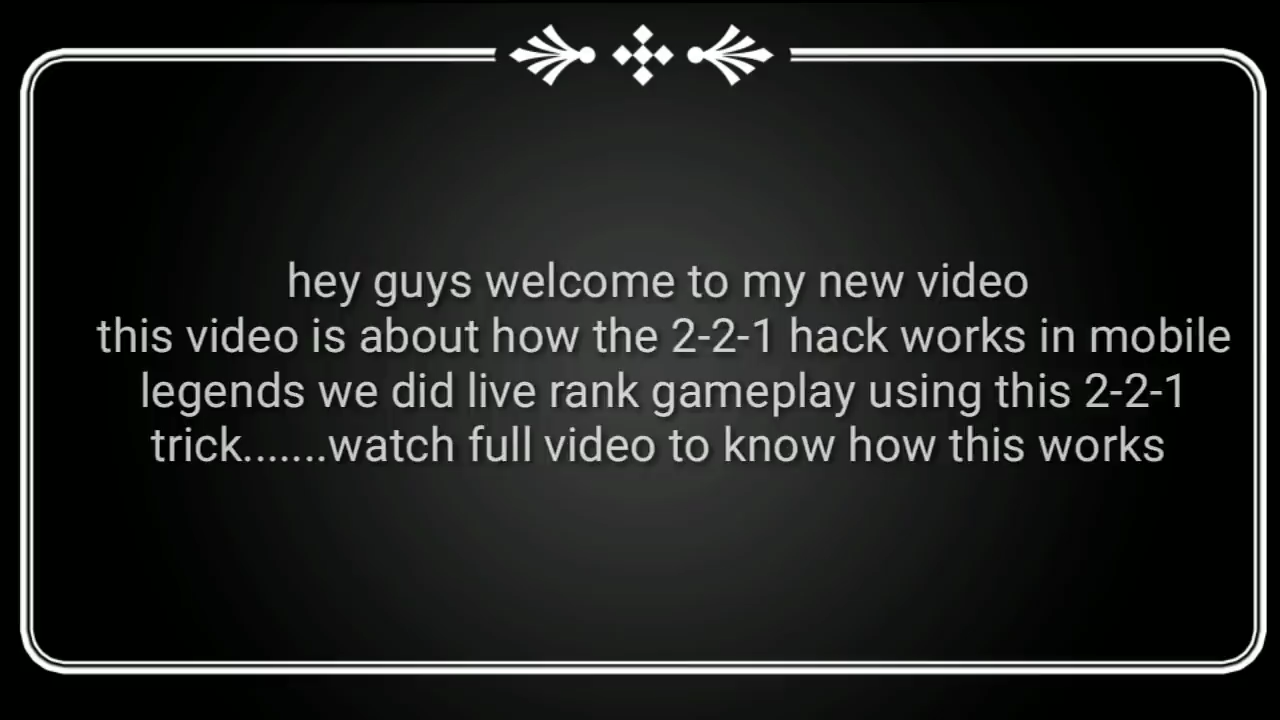 hey guys welcome to my new video
this video is about how the 2-2-1 hack works in mobile
legends we did live rank gameplay using this 2-2-1
trick.......watch full video to know how this works